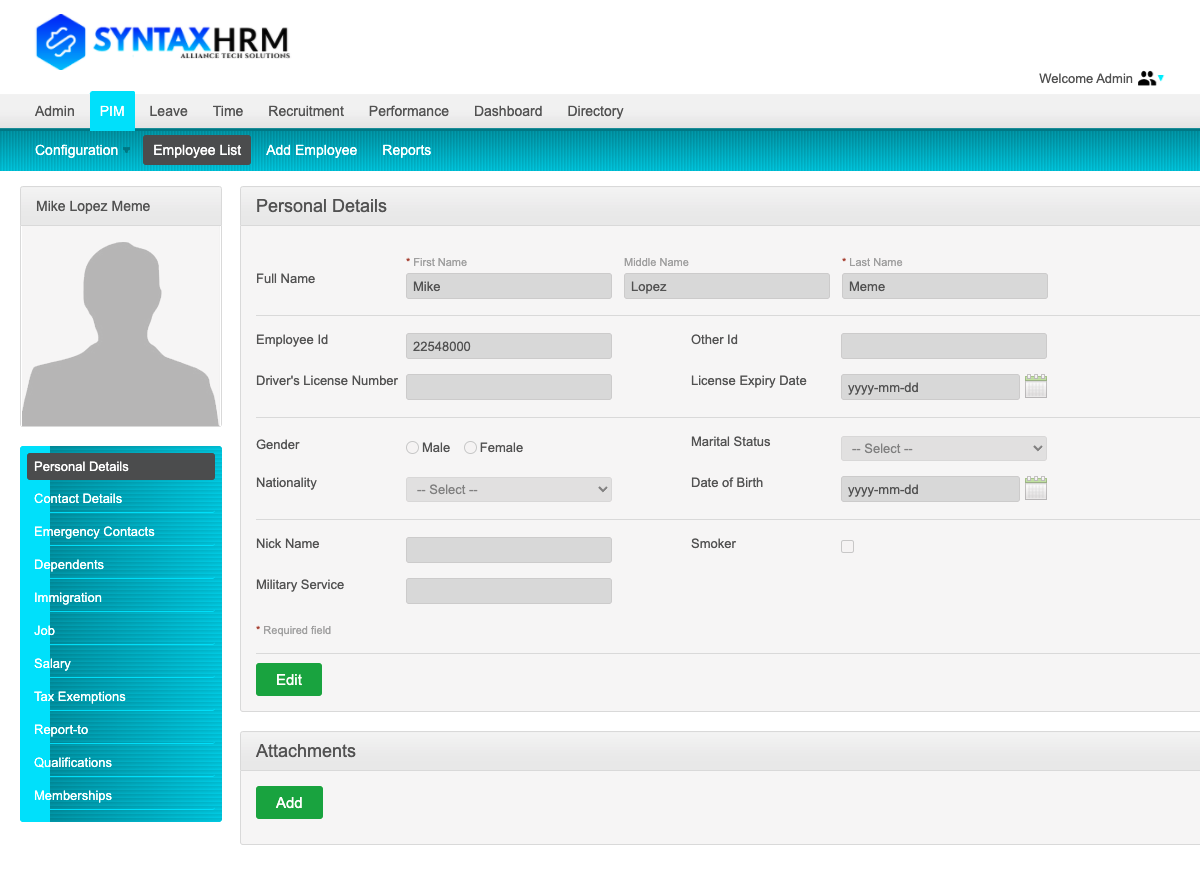 SYNTAXHRM
ALLIANCE TECH SOLUTIONS
Welcome Admin
Admin PIM Leave Time Recruitment Performance Dashboard Directory
Configuration Employee List Add Employee Reports
Mike Lopez Meme
Personal Details
Contact Details
Emergency Contacts
Dependents
Immigration
Job
Salary
Tax Exemptions
Report-to
Qualifications
Memberships
Personal Details
* First Name Middle Name * Last Name
Full Name Mike Lopez Meme
Employee Id 22548000 Other Id
Driver's License Number License Expiry Date yyyy-mm-dd
Gender Male Female Marital Status -- Select --
Nationality -- Select -- Date of Birth yyyy-mm-dd
Nick Name Smoker
Military Service
* Required field
Edit
Attachments
Add